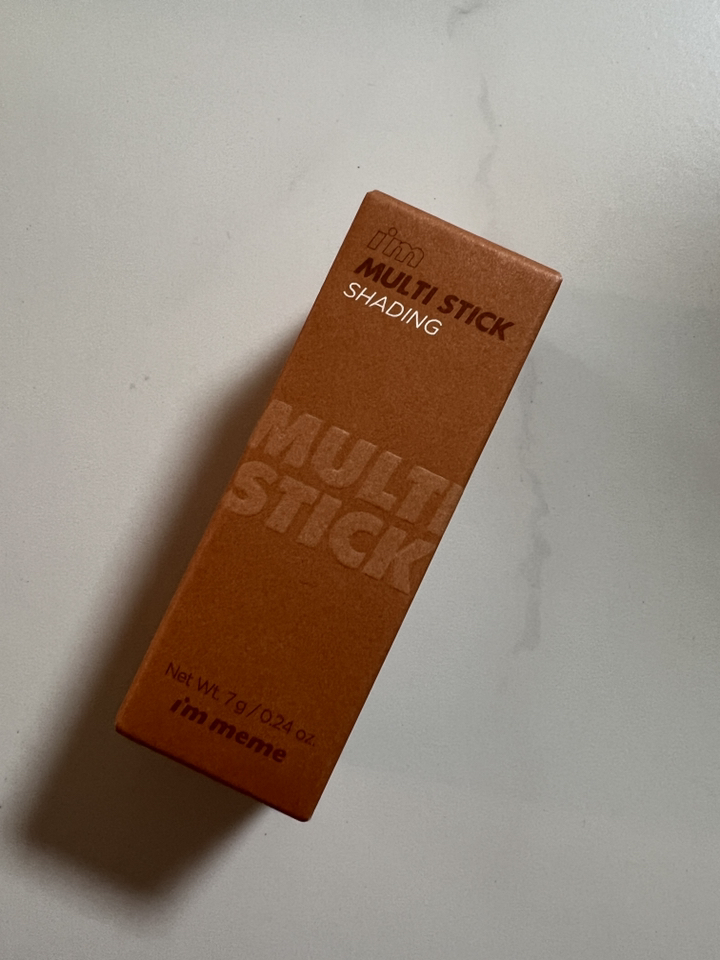 i'm
MULTI STICK
SHADING
MULTI
STICK
Net Wt. 7 g / 0.24 oz.
i'm meme